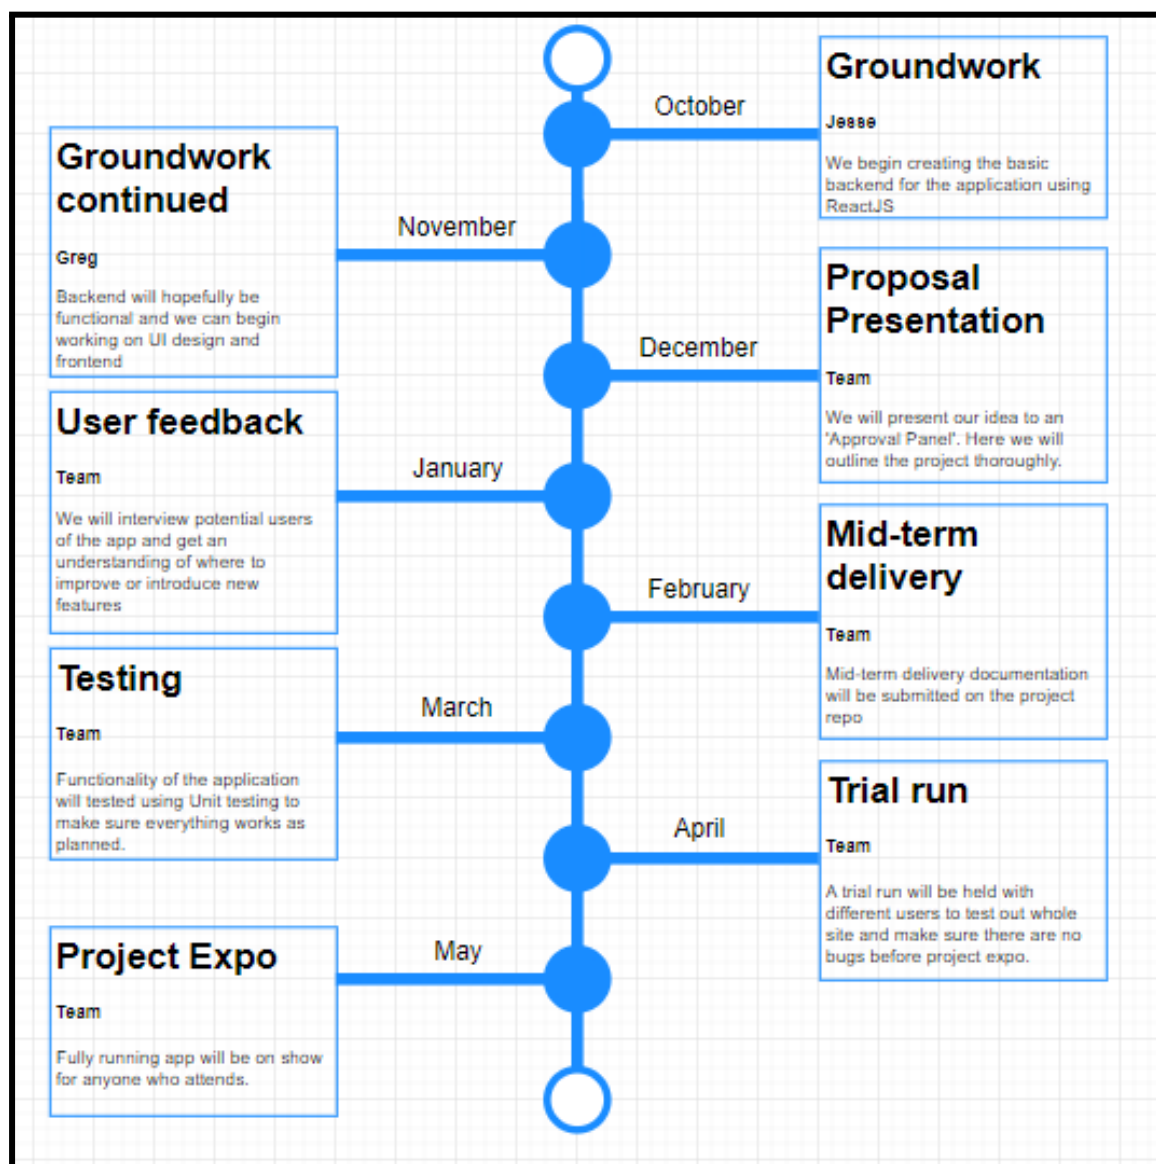 October
Groundwork
Jesse
We begin creating the basic
backend for the application using
ReactJS
November
Groundwork
continued
Greg
Backend will hopefully be
functional and we can begin
working on UI design and
frontend
December
Proposal
Presentation
Team
We will present our idea to an
'Approval Panel'. Here we will
outline the project thoroughly.
January
User feedback
Team
We will interview potential users
of the app and get an
understanding of where to
improve or introduce new
features
February
Mid-term
delivery
Team
Mid-term delivery documentation
will be submitted on the project
repo
March
Testing
Team
Functionality of the application
will tested using Unit testing to
make sure everything works as
planned.
April
Trial run
Team
A trial run will be held with
different users to test out whole
site and make sure there are no
bugs before project expo.
May
Project Expo
Team
Fully running app will be on show
for anyone who attends.